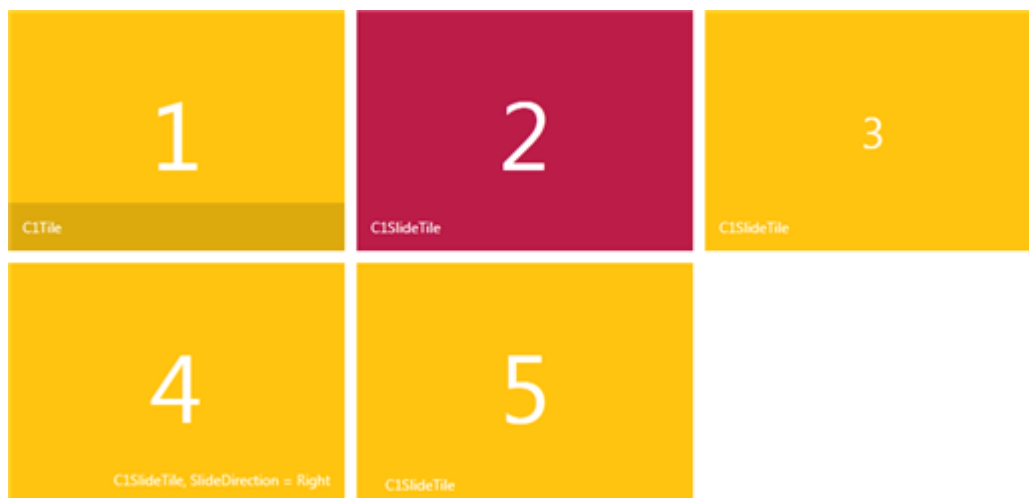 1
C1Tile
2
C1SlideTile
3
C1SlideTile
4
C1SlideTile, SlideDirection = Right
5
C1SlideTile